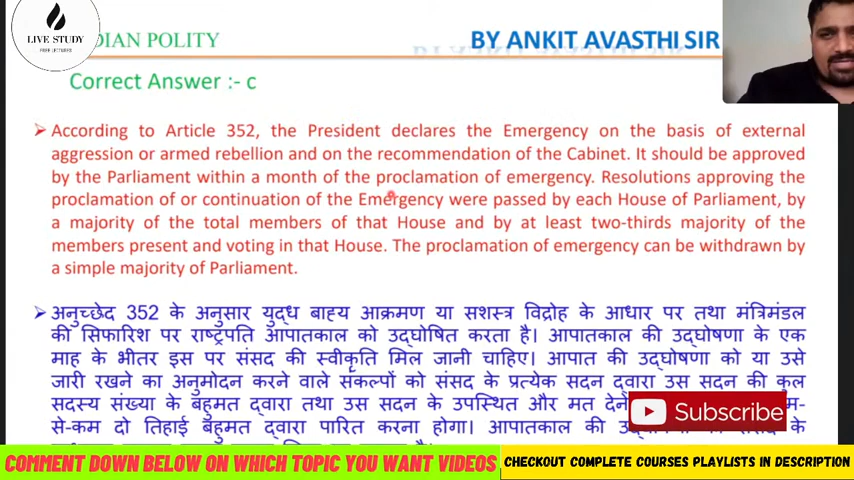 LIVE STUDY
FREE LECTURES
DIAN POLITY
BY ANKIT AVASTHI SIR
Correct Answer :- c
➢ According to Article 352, the President declares the Emergency on the basis of external
aggression or armed rebellion and on the recommendation of the Cabinet. It should be approved
by the Parliament within a month of the proclamation of emergency. Resolutions approving the
proclamation of or continuation of the Emergency were passed by each House of Parliament, by
a majority of the total members of that House and by at least two-thirds majority of the
members present and voting in that House. The proclamation of emergency can be withdrawn by
a simple majority of Parliament.
➢ अनुच्छेद 352 के अनुसार युद्ध बाह्य आक्रमण या सशस्त्र विद्रोह के आधार पर तथा मंत्रिमंडल
की सिफारिश पर राष्ट्रपति आपातकाल को उद्घोषित करता है। आपातकाल की उद्घोषणा के एक
माह के भीतर इस पर संसद की स्वीकृति मिल जानी चाहिए। आपात की उद्घोषणा को या उसे
जारी रखने का अनुमोदन करने वाले संकल्पों को संसद के प्रत्येक सदन द्वारा उस सदन की कुल
सदस्य संख्या के बहुमत द्वारा तथा उस सदन के उपस्थित और मत देने
से-कम दो तिहाई बहुमत द्वारा पारित करना होगा। आपातकाल की के
Subscribe
COMMENT DOWN BELOW ON WHICH TOPIC YOU WANT VIDEOS
CHECKOUT COMPLETE COURSES PLAYLISTS IN DESCRIPTION